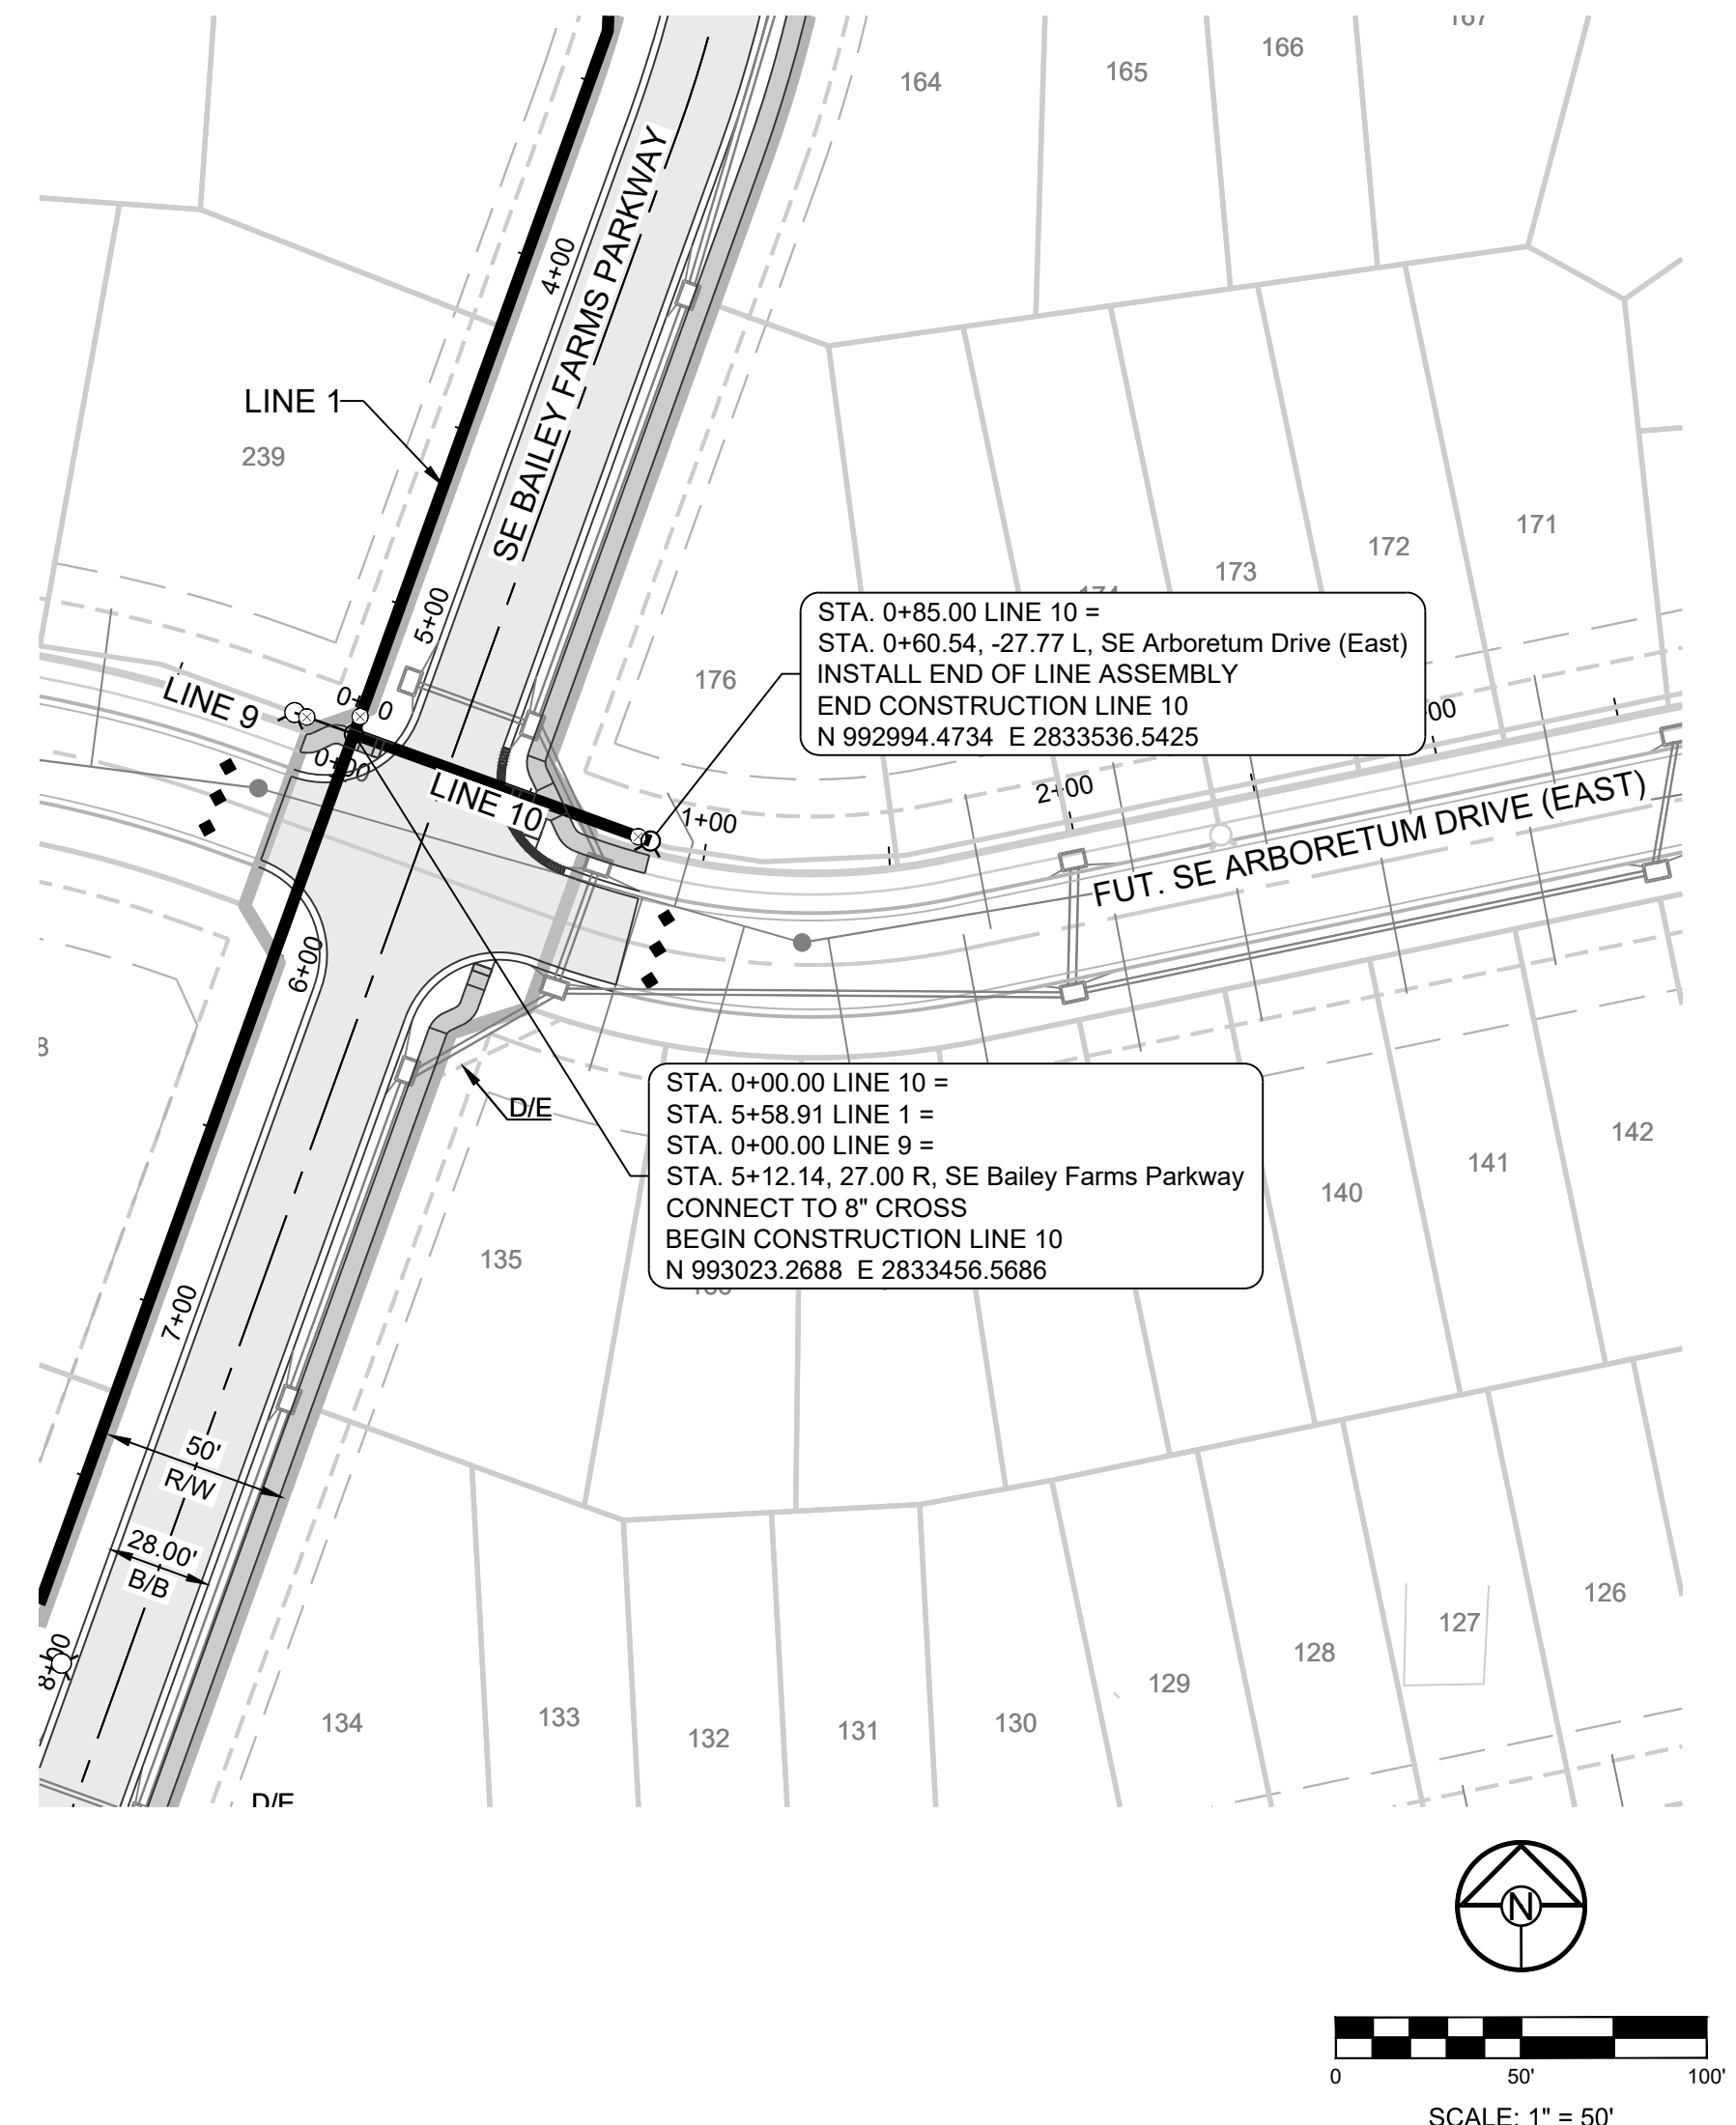 167
166
165
164
4+00
SE BAILEY FARMS PARKWAY
LINE 1
239
171
172
173
5+00
STA. 0+85.00 LINE 10 =
STA. 0+60.54, -27.77 L, SE Arboretum Drive (East)
INSTALL END OF LINE ASSEMBLY
END CONSTRUCTION LINE 10
N 992994.4734 E 2833536.5425
176
LINE 9
0+00
LINE 10
1+00
2+00
FUT. SE ARBORETUM DRIVE (EAST)
6+00
D/E
STA. 0+00.00 LINE 10 =
STA. 5+58.91 LINE 1 =
STA. 0+00.00 LINE 9 =
STA. 5+12.14, 27.00 R, SE Bailey Farms Parkway
CONNECT TO 8" CROSS
BEGIN CONSTRUCTION LINE 10
N 993023.2688 E 2833456.5686
142
141
140
135
7+00
50'
R/W
28.00'
B/B
8+00
126
127
128
129
130
131
132
133
134
D/E
N
0
50'
100'
SCALE: 1" = 50'